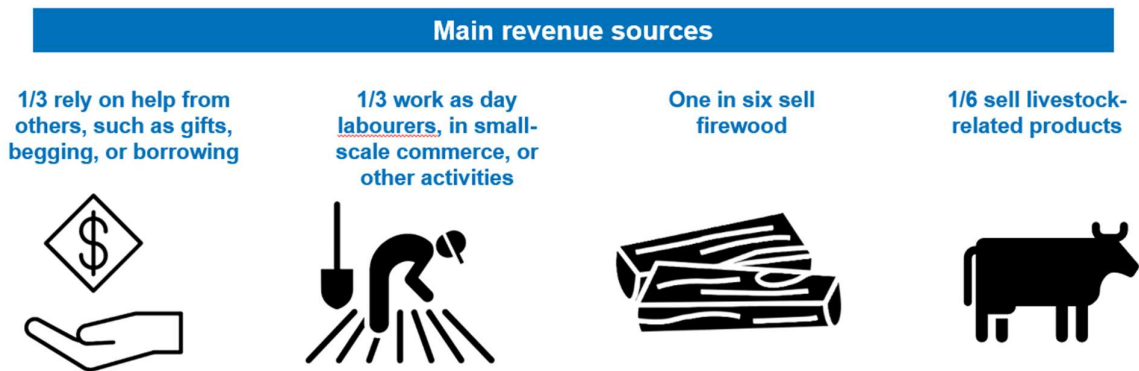 Main revenue sources
1/3 rely on help from
others, such as gifts,
begging, or borrowing
1/3 work as day
labourers, in small-
scale commerce, or
other activities
One in six sell
firewood
1/6 sell livestock-
related products
$